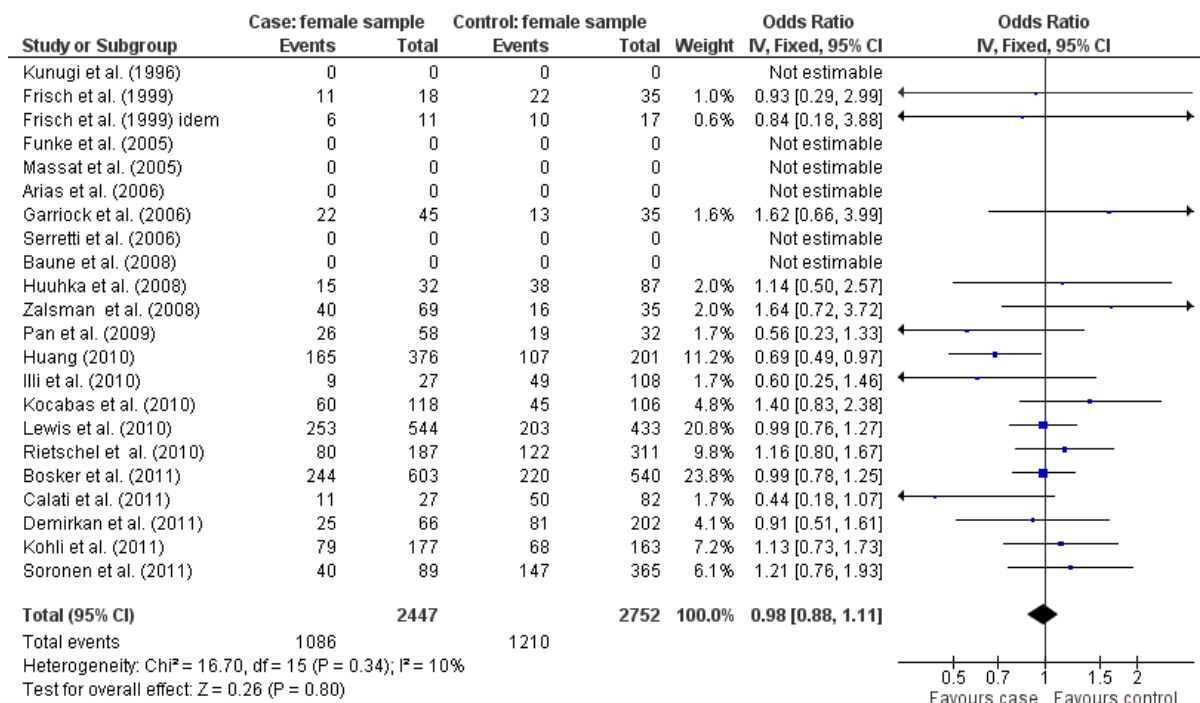 Case: female sample Control: female sample Odds Ratio Odds Ratio
Study or Subgroup Events Total Events Total Weight IV, Fixed, 95% CI IV, Fixed, 95% CI
Kunugi et al. (1996) 0 0 0 0 Not estimable
Frisch et al. (1999) 11 18 22 35 1.0% 0.93 [0.29, 2.99]
Frisch et al. (1999) idem 6 11 10 17 0.6% 0.84 [0.18, 3.88]
Funke et al. (2005) 0 0 0 0 Not estimable
Massat et al. (2005) 0 0 0 0 Not estimable
Arias et al. (2006) 0 0 0 0 Not estimable
Garriock et al. (2006) 22 45 13 35 1.6% 1.62 [0.66, 3.99]
Serretti et al. (2006) 0 0 0 0 Not estimable
Baune et al. (2008) 0 0 0 0 Not estimable
Huuhka et al. (2008) 15 32 38 87 2.0% 1.14 [0.50, 2.57]
Zalsman et al. (2008) 40 69 16 35 2.0% 1.64 [0.72, 3.72]
Pan et al. (2009) 26 58 19 32 1.7% 0.56 [0.23, 1.33]
Huang (2010) 165 376 107 201 11.2% 0.69 [0.49, 0.97]
Illi et al. (2010) 9 27 49 108 1.7% 0.60 [0.25, 1.46]
Kocabas et al. (2010) 60 118 45 106 4.8% 1.40 [0.83, 2.38]
Lewis et al. (2010) 253 544 203 433 20.8% 0.99 [0.76, 1.27]
Rietschel et al. (2010) 80 187 122 311 9.8% 1.16 [0.80, 1.67]
Bosker et al. (2011) 244 603 220 540 23.8% 0.99 [0.78, 1.25]
Calati et al. (2011) 11 27 50 82 1.7% 0.44 [0.18, 1.07]
Demirkan et al. (2011) 25 66 81 202 4.1% 0.91 [0.51, 1.61]
Kohli et al. (2011) 79 177 68 163 7.2% 1.13 [0.73, 1.73]
Soronen et al. (2011) 40 89 147 365 6.1% 1.21 [0.76, 1.93]
Total (95% CI) 2447 2752 100.0% 0.98 [0.88, 1.11]
Total events 1086 1210
Heterogeneity: Chi² = 16.70, df = 15 (P = 0.34); I² = 10%
Test for overall effect: Z = 0.26 (P = 0.80)
0.5 0.7 1 1.5 2
Favours case Favours control